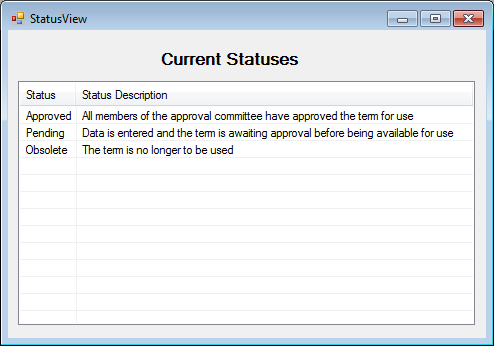 StatusView
Current Statuses
Status Status Description
Approved All members of the approval committee have approved the term for use
Pending Data is entered and the term is awaiting approval before being available for use
Obsolete The term is no longer to be used